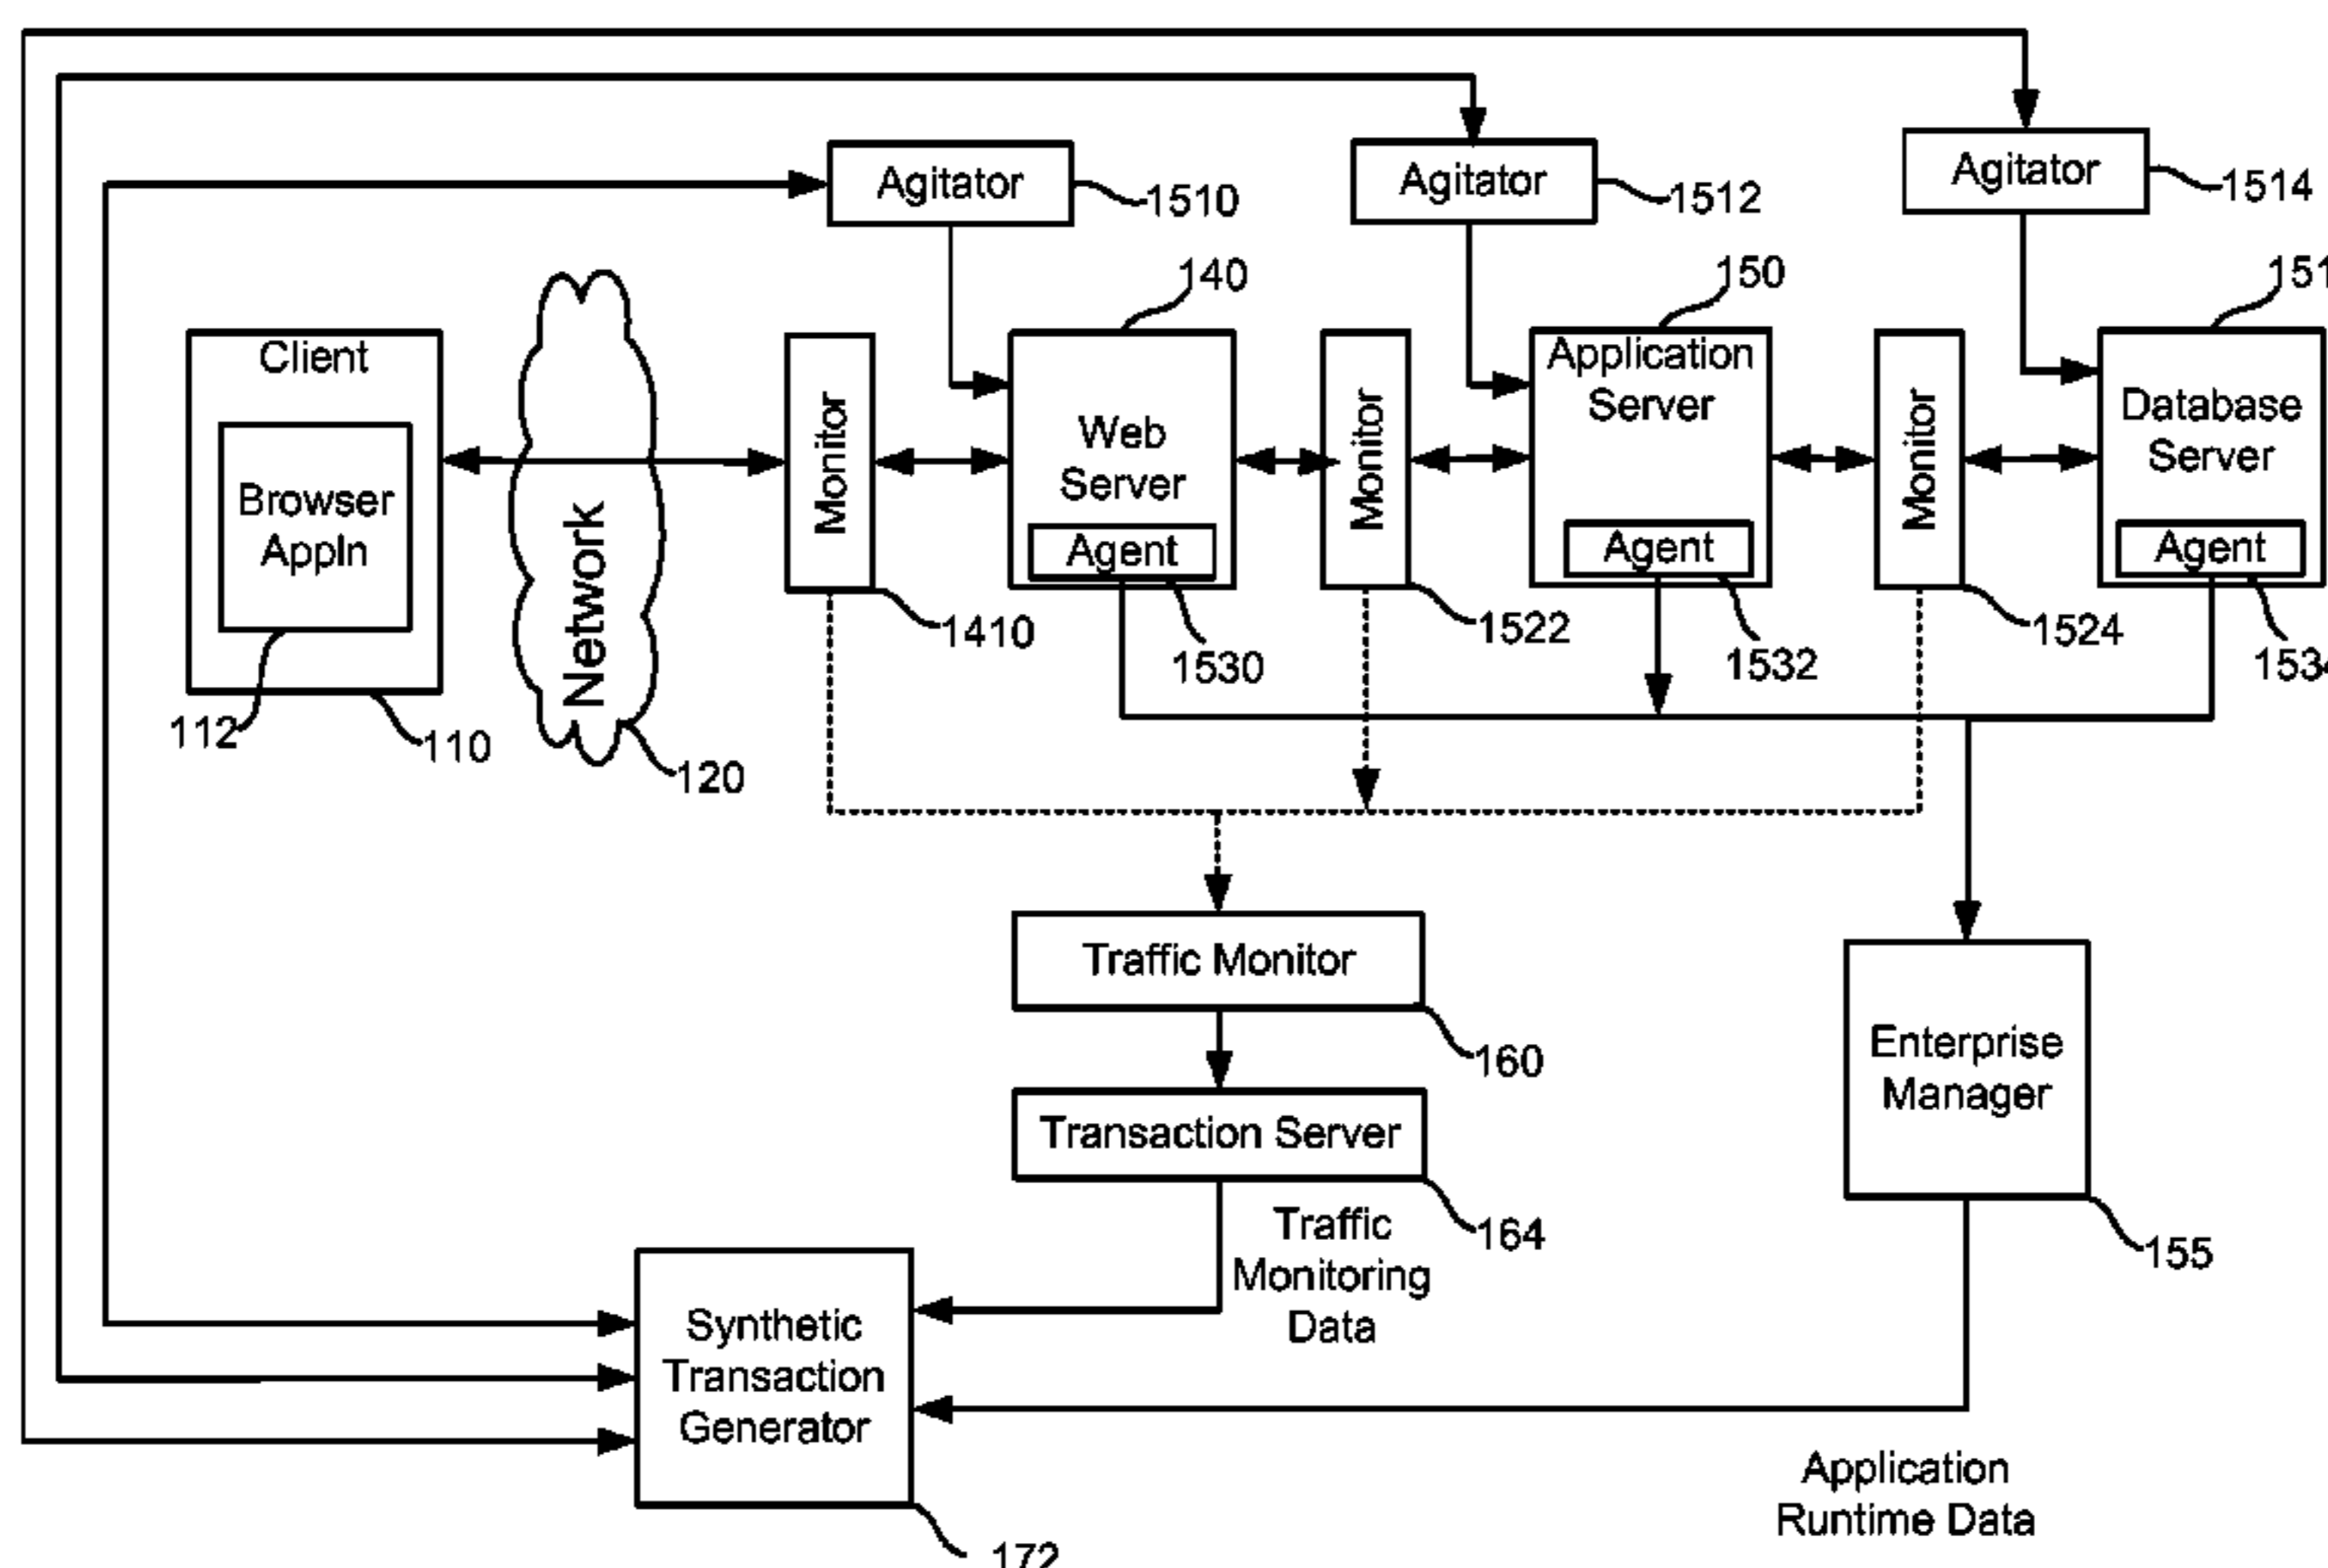 Agitator
1510
Agitator
1512
Agitator
1514
140
150
151
Client
Browser
AppIn
112
110
Network
120
Monitor
1410
Web
Server
Agent
1530
Monitor
1522
Application
Server
Agent
1532
Monitor
1524
Database
Server
Agent
1534
Traffic Monitor
160
Transaction Server
164
Traffic
Monitoring
Data
Enterprise
Manager
155
Synthetic
Transaction
Generator
172
Application
Runtime Data